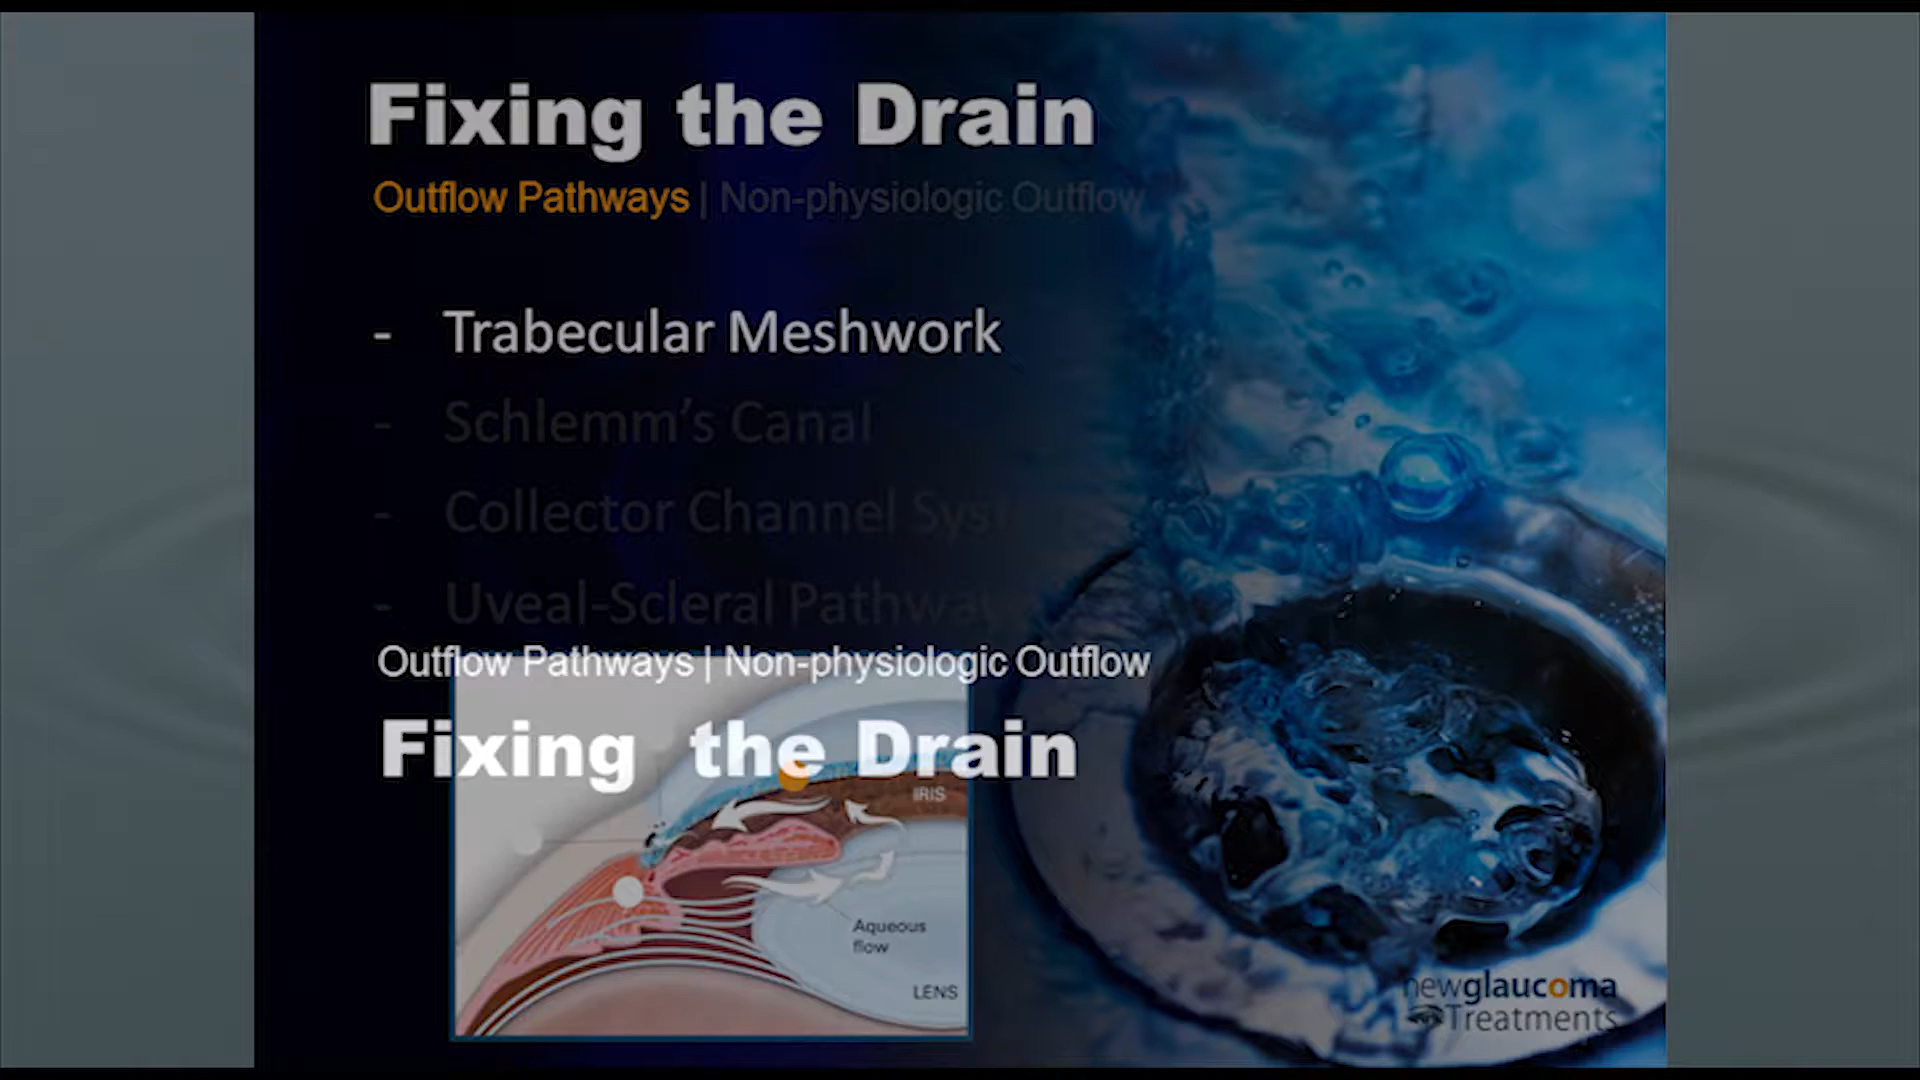 Fixing the Drain
Outflow Pathways | Non-physiologic Outflow
- Trabecular Meshwork
- Schlemm's Canal
- Collector Channel
- Uveal-Scleral Pathway
Outflow Pathways | Non-physiologic Outflow
Fixing the Drain
IRIS
Aqueous
flow
LENS
newglaucoma
Treatments